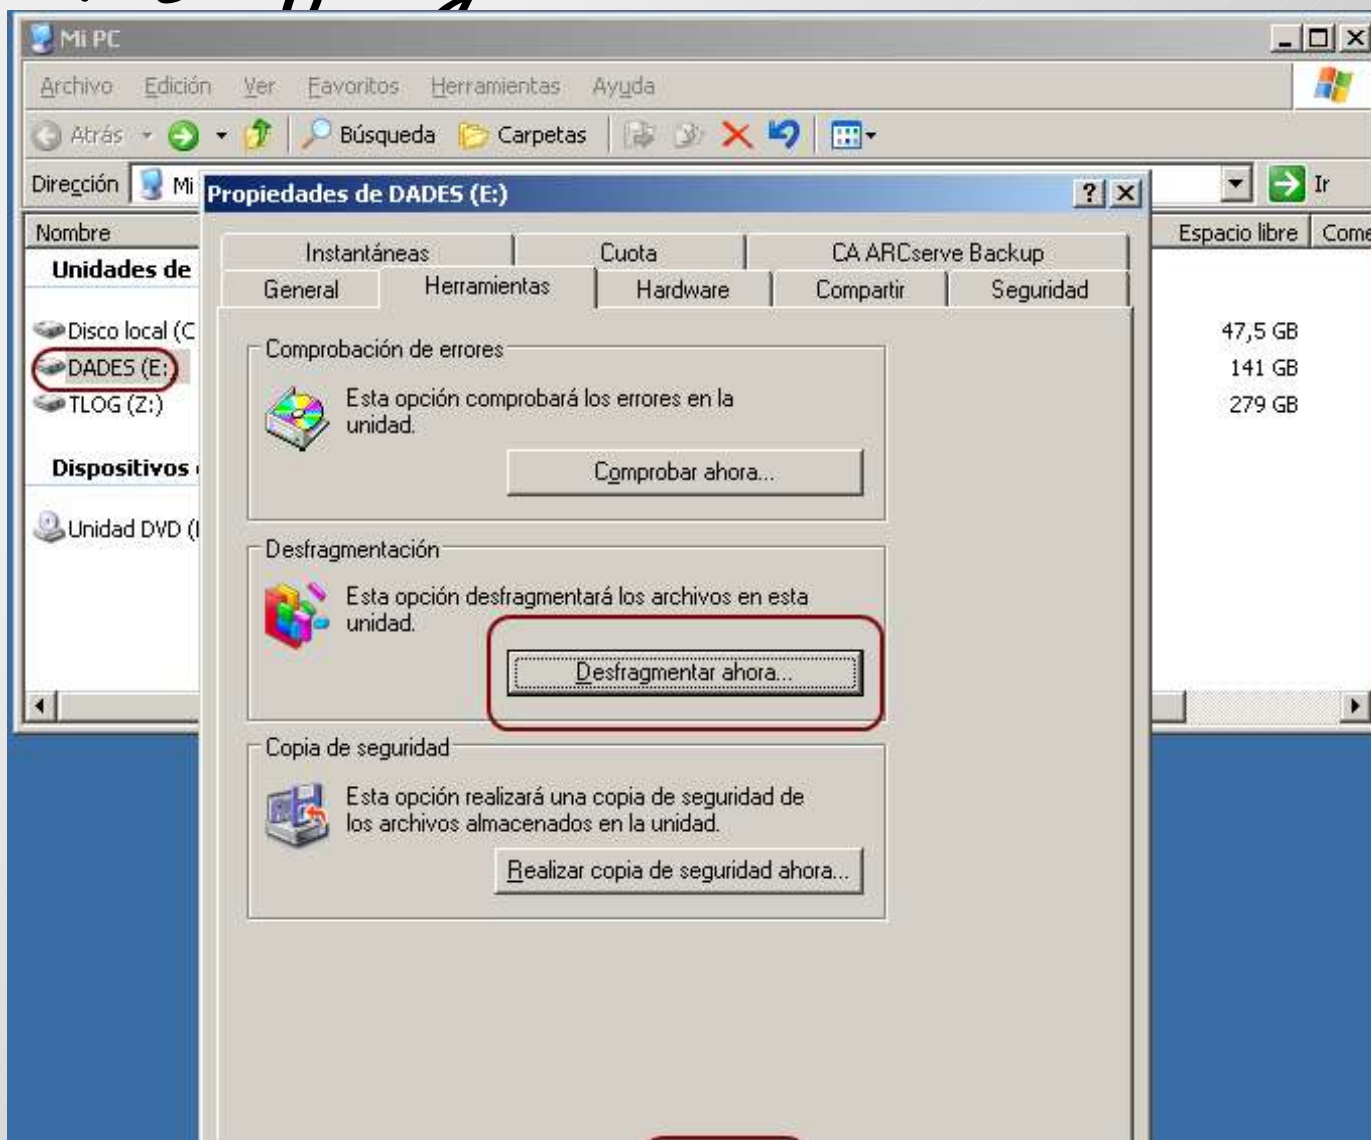 Mi PC
Archivo Edición Ver Favoritos Herramientas Ayuda
Atrás Búsqueda Carpetas
Dirección Mi Ir
Propiedades de DADES (E:)
Nombre Espacio libre Come
Instantáneas Cuota CA ARCserve Backup
General Herramientas Hardware Compartir Seguridad
Unidades de
Disco local (C 47,5 GB
DADES (E: 141 GB
TLOG (Z:) 279 GB
Dispositivos
Unidad DVD (
Comprobación de errores
Esta opción comprobará los errores en la
unidad.
Comprobar ahora...
Desfragmentación
Esta opción desfragmentará los archivos en esta
unidad.
Desfragmentar ahora...
Copia de seguridad
Esta opción realizará una copia de seguridad de
los archivos almacenados en la unidad.
Realizar copia de seguridad ahora...